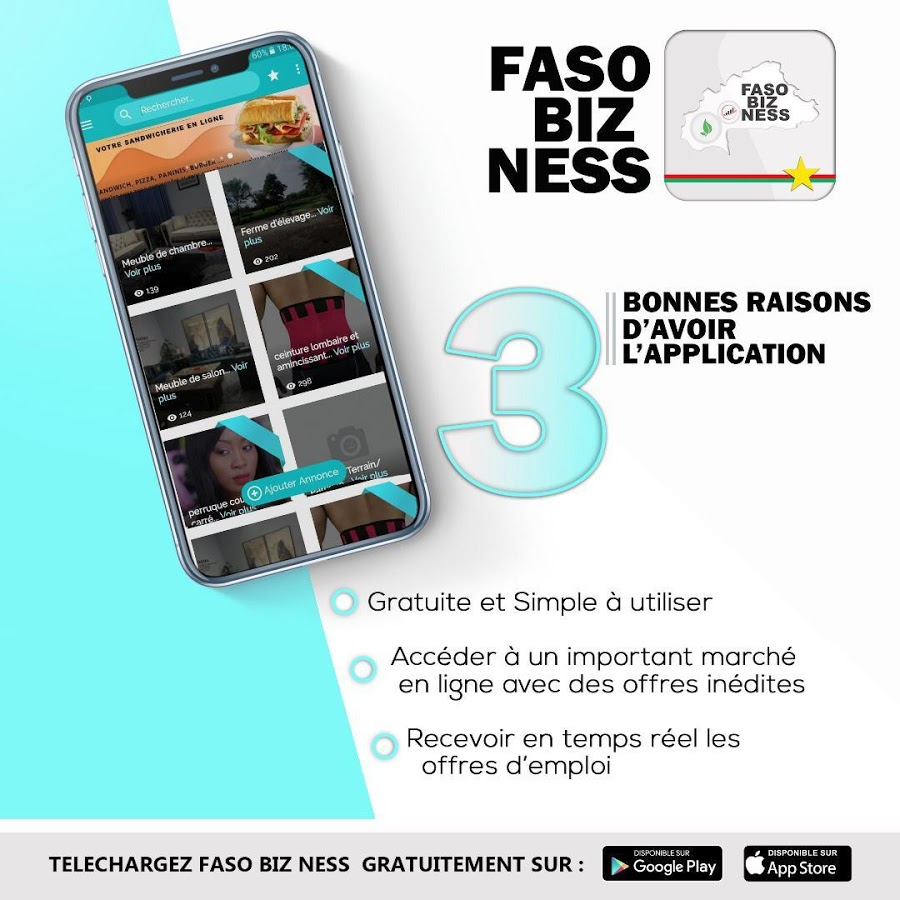 60% 18:0
Rechercher...
VOTRE SANDWICHERIE EN LIGNE
ANDWICH, PIZZA, PANINIS, BURGER ...
Meuble de chambre...
Voir plus
139
Ferme d'élevage... Voir
plus
202
Meuble de salon... Voir
plus
124
ceinture lombaire et
amincissant... Voir plus
298
perruque cou
carré... Voir plus
Terrain/
Voir plus
Ajouter Annonce
FASO
BIZ
NESS
FASO
BIZ
NESS
3
BONNES RAISONS
D'AVOIR
L'APPLICATION
Gratuite et Simple à utiliser
Accéder à un important marché
en ligne avec des offres inédites
Recevoir en temps réel les
offres d'emploi
TELECHARGEZ FASO BIZ NESS GRATUITEMENT SUR :
DISPONIBLE SUR
Google Play
DISPONIBLE SUR
App Store